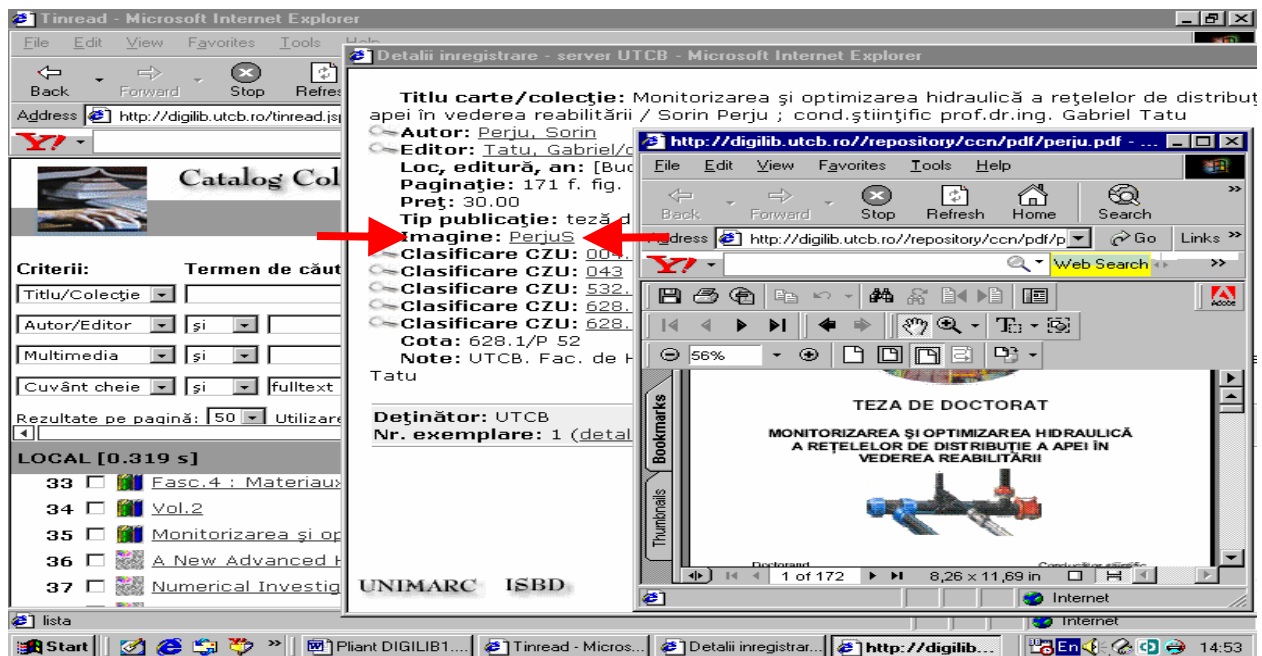 Tinread - Microsoft Internet Explorer
File Edit View Favorites Tools Help
Back Forward Stop
Address http://digilib.utcb.ro/tinread.js
Y!
Catalog Col
Criterii: Termen de căut
Titlu/Colecţie
Autor/Editor şi
Multimedia şi
Cuvânt cheie şi fulltext
Rezultate pe pagină: 50 Utilizare
LOCAL [0.319 s]
33 Fasc.4 : Materiaux
34 Vol.2
35 Monitorizarea şi op
36 A New Advanced
37 Numerical Investig
lista
Internet
Detalii inregistrare - server UTCB - Microsoft Internet Explorer
Titlu carte/colecţie: Monitorizarea şi optimizarea hidraulică a reţelelor de distribuţ
apei în vederea reabilitării / Sorin Perju ; cond.ştiinţific prof.dr.ing. Gabriel Tatu
Autor: Perju, Sorin
Editor: Tatu, Gabriel/c
Loc, editură, an: [Buc
Paginaţie: 171 f. fig.
Preţ: 30.00
Tip publicaţie: teză d
Imagine: PerjuS
Clasificare CZU: 004.
Clasificare CZU: 043
Clasificare CZU: 532.
Clasificare CZU: 628.
Clasificare CZU: 628.
Cota: 628.1/P 52
Note: UTCB. Fac. de H
Tatu
Deţinător: UTCB
Nr. exemplare: 1 (detal
UNIMARC ISBD
http://digilib.utcb.ro//repository/ccn/pdf/perju.pdf - ...
File Edit View Favorites Tools Help
Back Forward Stop Refresh Home Search »
Address http://digilib.utcb.ro//repository/ccn/pdf/p Go Links »
Y! Web Search »
Adobe
56%
Bookmarks
Thumbnails
TEZA DE DOCTORAT
MONITORIZAREA ŞI OPTIMIZAREA HIDRAULICĂ
A REŢELELOR DE DISTRIBUŢIE A APEI ÎN
VEDEREA REABILITĂRII
Doctorand
1 of 172 8,26 x 11,69 in
Internet
Start » Pliant DIGILIB1.... Tinread - Micros... Detalii inregistrar... http://digilib... En 14:53